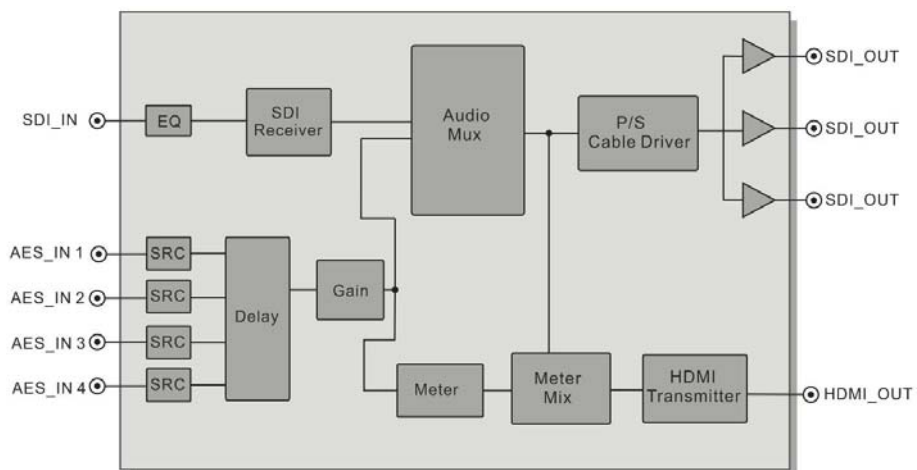 SDI_IN
EQ
SDI
Receiver
Audio
Mux
P/S
Cable Driver
SDI_OUT
SDI_OUT
SDI_OUT
AES_IN 1
SRC
AES_IN 2
SRC
AES_IN 3
SRC
AES_IN 4
SRC
Delay
Gain
Meter
Meter
Mix
HDMI
Transmitter
HDMI_OUT